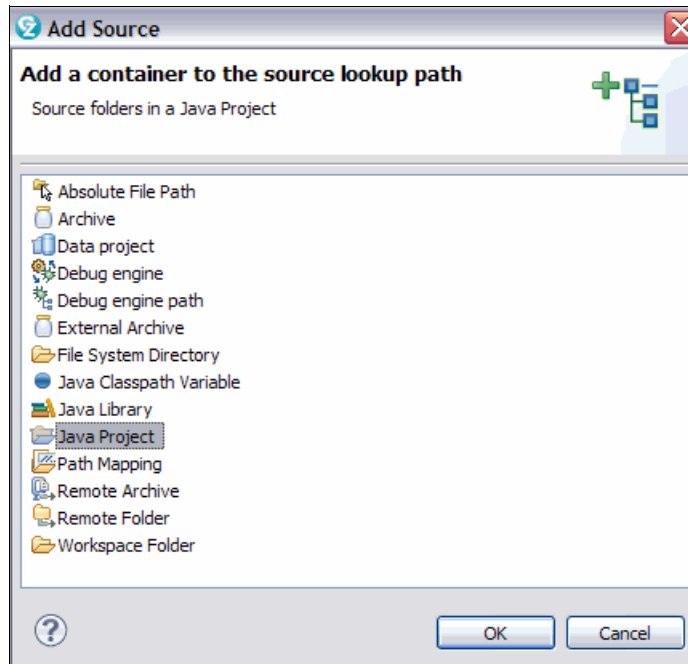 Add Source
Add a container to the source lookup path
Source folders in a Java Project
Absolute File Path
Archive
Data project
Debug engine
Debug engine path
External Archive
File System Directory
Java Classpath Variable
Java Library
Java Project
Path Mapping
Remote Archive
Remote Folder
Workspace Folder
?
OK
Cancel